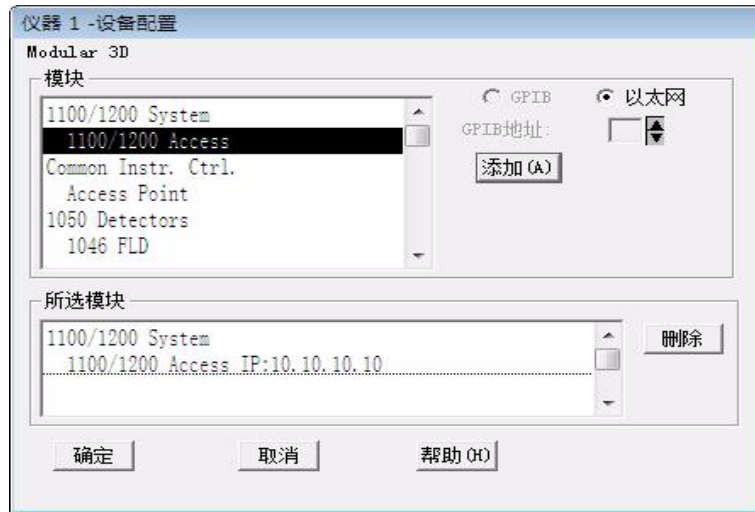 仪器 1 -设备配置
Modular 3D
模块
1100/1200 System
1100/1200 Access
Common Instr. Ctrl.
Access Point
1050 Detectors
1046 FLD
GPIB
以太网
GPIB地址:
添加(A)
所选模块
1100/1200 System
1100/1200 Access IP:10.10.10.10
删除
确定
取消
帮助(H)